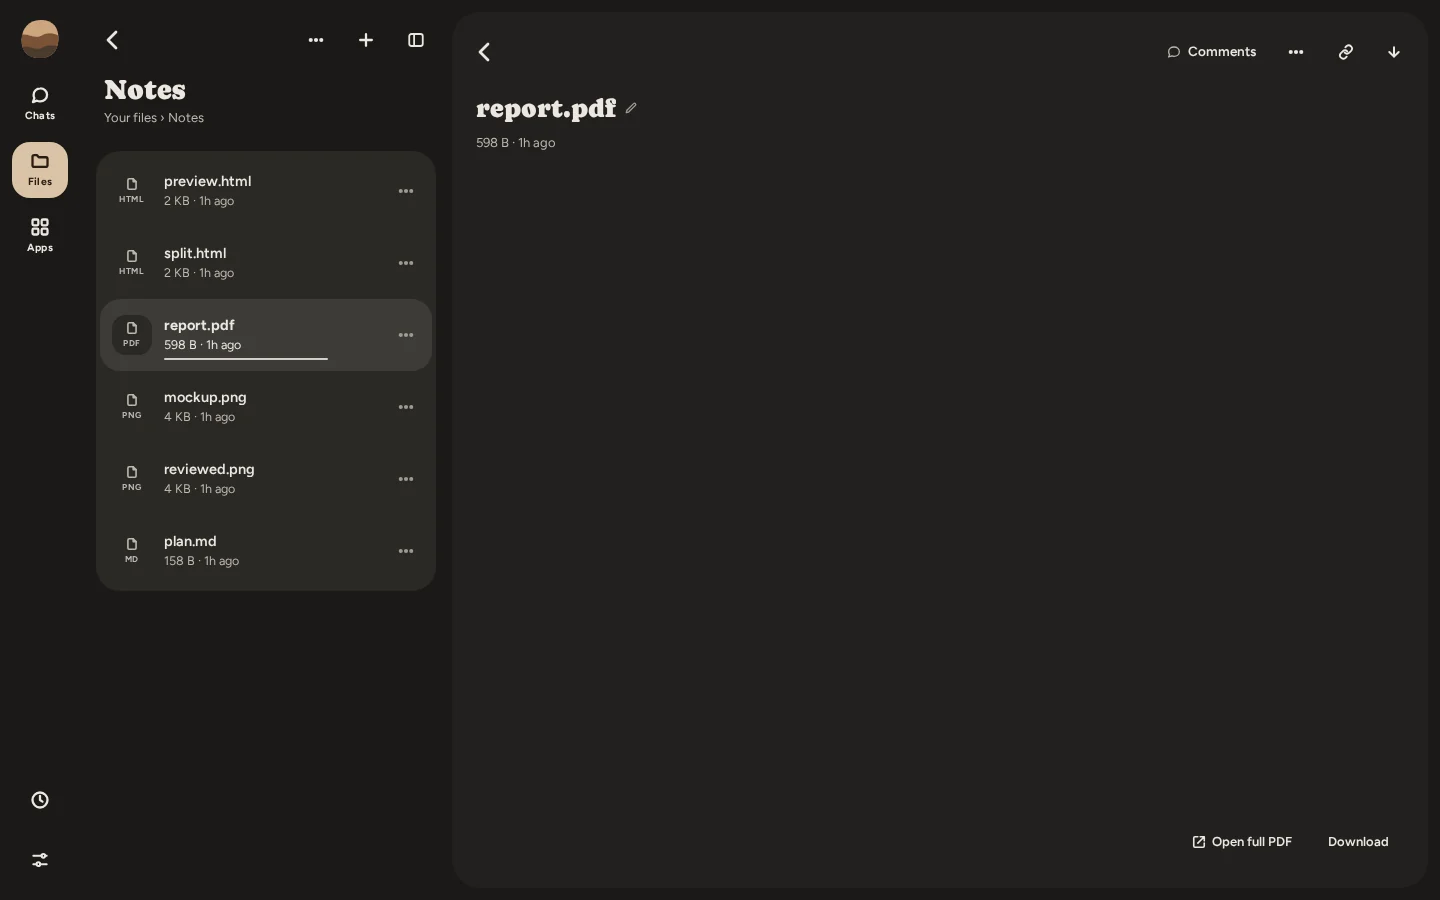 Chats
Files
Apps
Notes
Your files › Notes
HTML
preview.html
2 KB · 1h ago
HTML
split.html
2 KB · 1h ago
PDF
report.pdf
598 B · 1h ago
PNG
mockup.png
4 KB · 1h ago
PNG
reviewed.png
4 KB · 1h ago
MD
plan.md
158 B · 1h ago
Comments
report.pdf
598 B · 1h ago
Open full PDF
Download